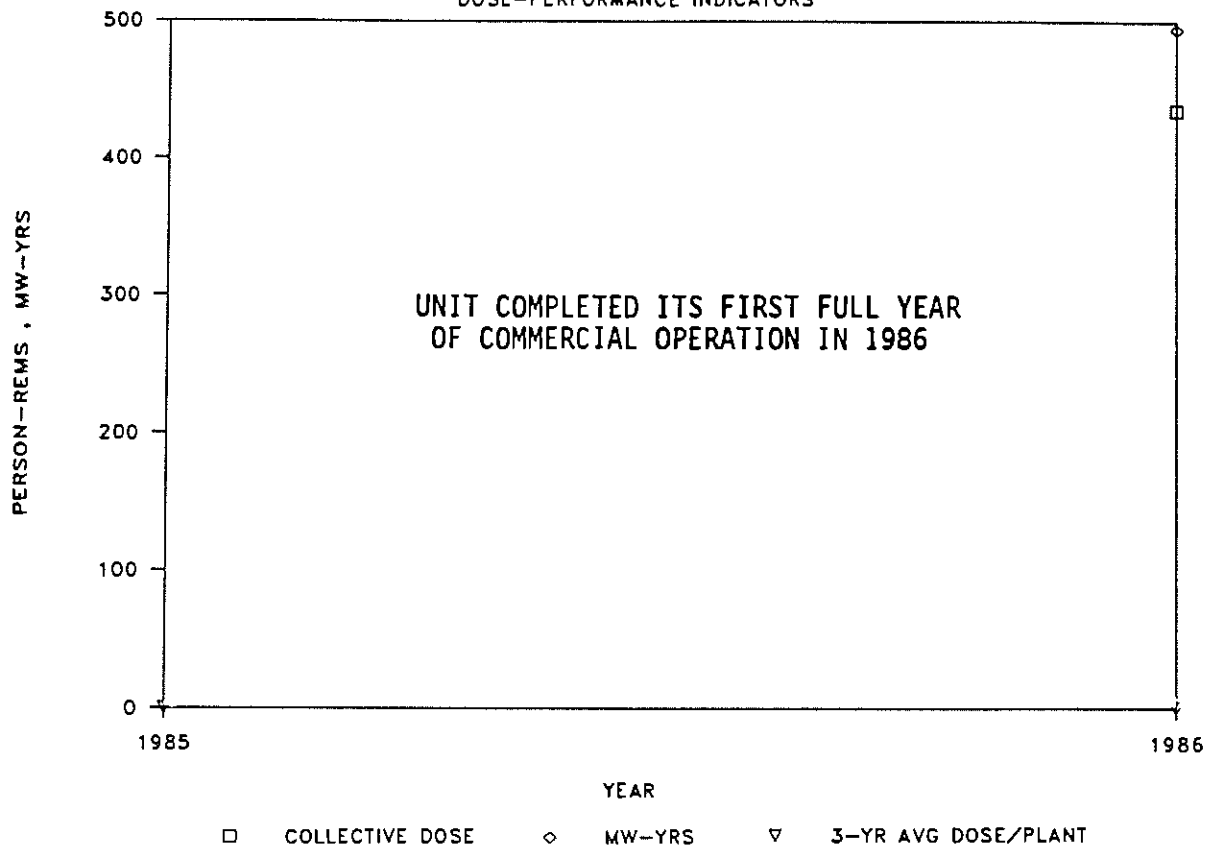 DOSE-PERFORMANCE INDICATORS
500
400
300
200
100
0
PERSON-REMS , MW-YRS
UNIT COMPLETED ITS FIRST FULL YEAR
OF COMMERCIAL OPERATION IN 1986
1985 1986
YEAR
COLLECTIVE DOSE MW-YRS 3-YR AVG DOSE/PLANT